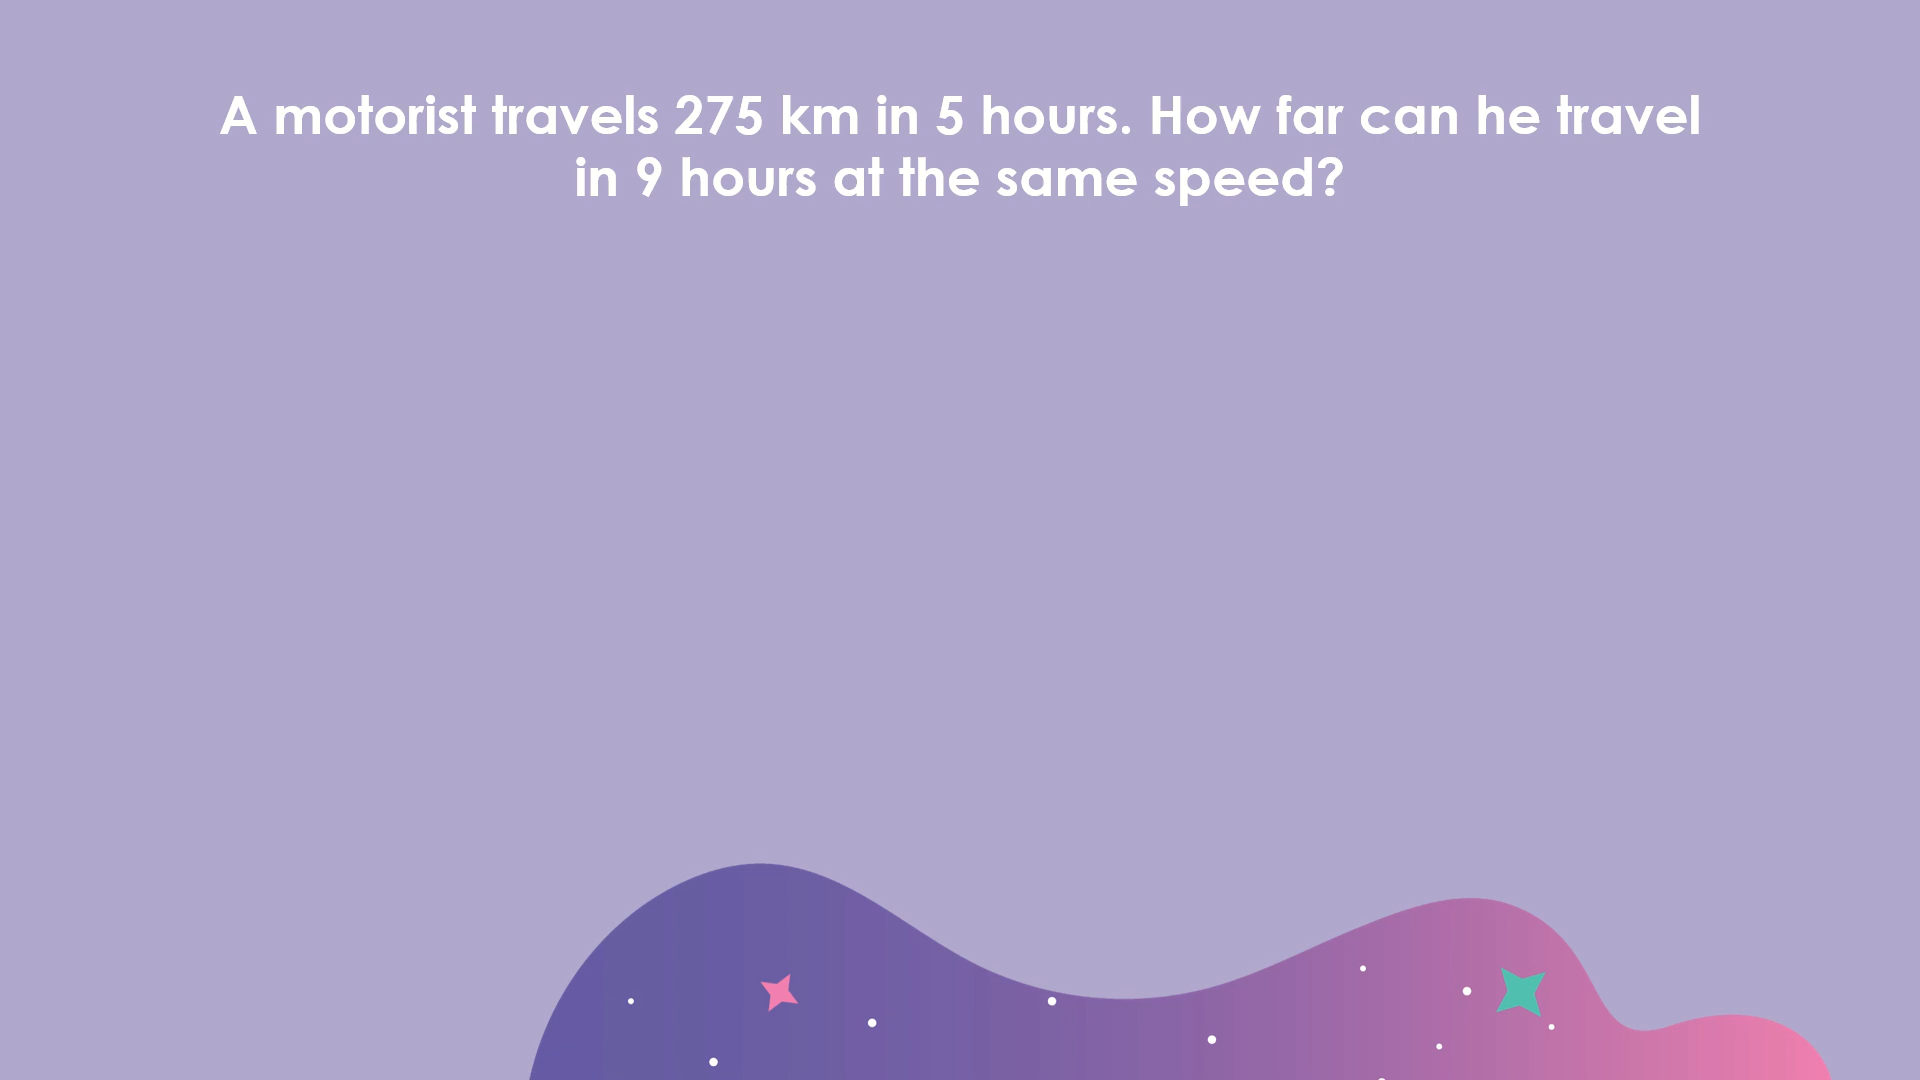 A motorist travels 275 km in 5 hours. How far can he travel
in 9 hours at the same speed?